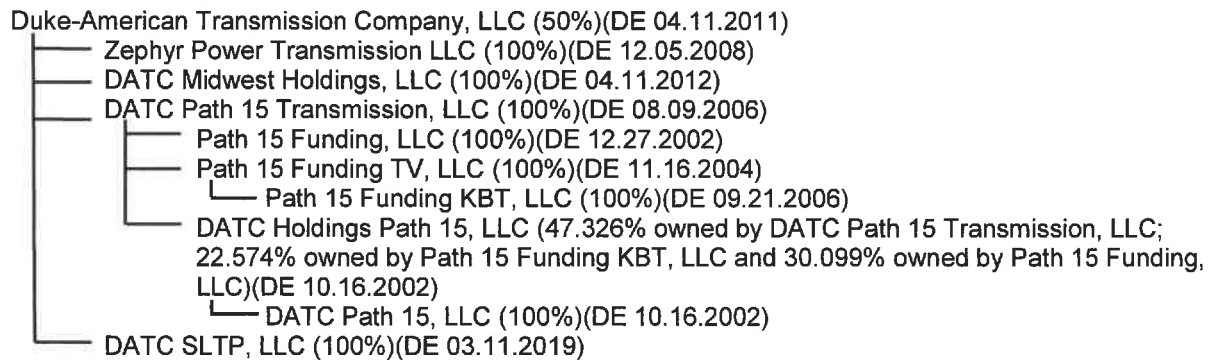 Duke-American Transmission Company, LLC (50%)(DE 04.11.2011)
Zephyr Power Transmission LLC (100%)(DE 12.05.2008)
DATC Midwest Holdings, LLC (100%)(DE 04.11.2012)
DATC Path 15 Transmission, LLC (100%)(DE 08.09.2006)
Path 15 Funding, LLC (100%)(DE 12.27.2002)
Path 15 Funding TV, LLC (100%)(DE 11.16.2004)
Path 15 Funding KBT, LLC (100%)(DE 09.21.2006)
DATC Holdings Path 15, LLC (47.326% owned by DATC Path 15 Transmission, LLC;
22.574% owned by Path 15 Funding KBT, LLC and 30.099% owned by Path 15 Funding,
LLC)(DE 10.16.2002)
DATC Path 15, LLC (100%)(DE 10.16.2002)
DATC SLTP, LLC (100%)(DE 03.11.2019)